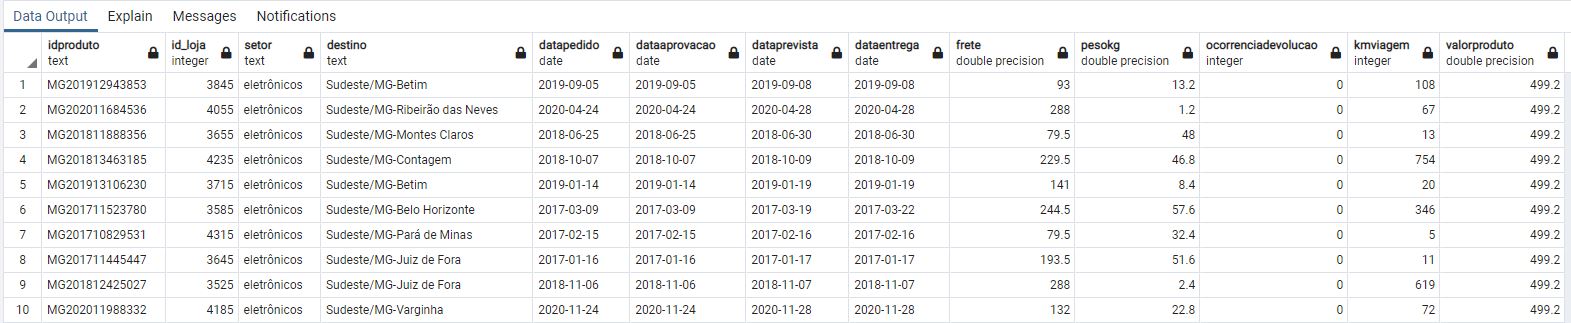 Data Output Explain Messages Notifications
idproduto id_loja setor destino datapedido dataaprovacao dataprevista dataentrega frete pesokg ocorrenciadevolucao kmviagem valorproduto
text integer text text date date date date double precision double precision integer integer double precision
1 MG201912943853 3845 eletrônicos Sudeste/MG-Betim 2019-09-05 2019-09-05 2019-09-08 2019-09-08 93 13.2 0 108 499.2
2 MG202011684536 4055 eletrônicos Sudeste/MG-Ribeirão das Neves 2020-04-24 2020-04-24 2020-04-28 2020-04-28 288 1.2 0 67 499.2
3 MG201811888356 3655 eletrônicos Sudeste/MG-Montes Claros 2018-06-25 2018-06-25 2018-06-30 2018-06-30 79.5 48 0 13 499.2
4 MG201813463185 4235 eletrônicos Sudeste/MG-Contagem 2018-10-07 2018-10-07 2018-10-09 2018-10-09 229.5 46.8 0 754 499.2
5 MG201913106230 3715 eletrônicos Sudeste/MG-Betim 2019-01-14 2019-01-14 2019-01-19 2019-01-19 141 8.4 0 20 499.2
6 MG201711523780 3585 eletrônicos Sudeste/MG-Belo Horizonte 2017-03-09 2017-03-09 2017-03-19 2017-03-22 244.5 57.6 0 346 499.2
7 MG201710829531 4315 eletrônicos Sudeste/MG-Pará de Minas 2017-02-15 2017-02-15 2017-02-16 2017-02-16 79.5 32.4 0 5 499.2
8 MG201711445447 3645 eletrônicos Sudeste/MG-Juiz de Fora 2017-01-16 2017-01-16 2017-01-17 2017-01-17 193.5 51.6 0 11 499.2
9 MG201812425027 3525 eletrônicos Sudeste/MG-Juiz de Fora 2018-11-06 2018-11-06 2018-11-07 2018-11-07 288 2.4 0 619 499.2
10 MG202011988332 4185 eletrônicos Sudeste/MG-Varginha 2020-11-24 2020-11-24 2020-11-28 2020-11-28 132 22.8 0 72 499.2